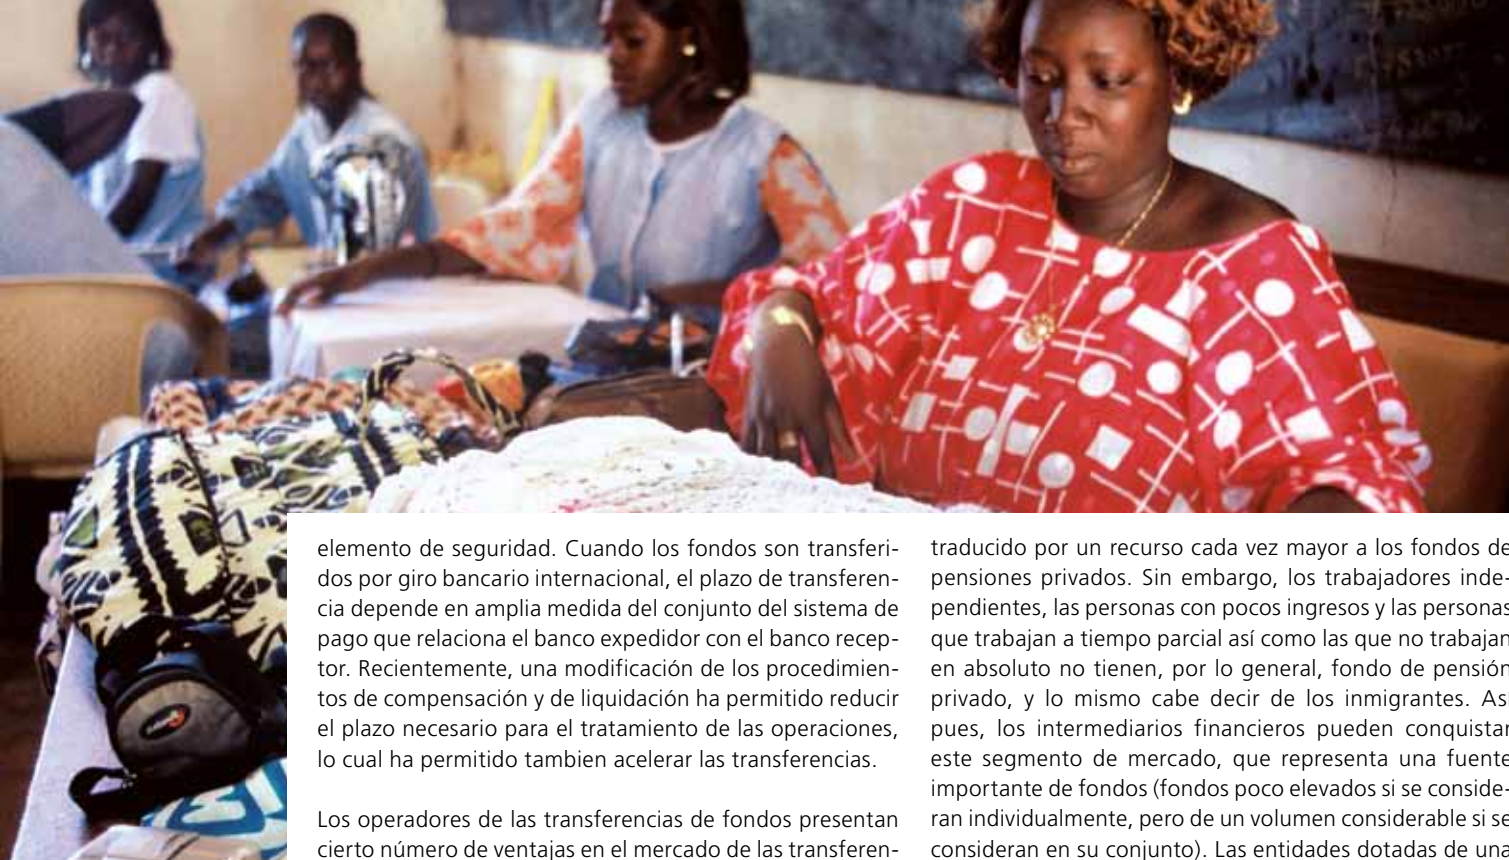 elemento de seguridad. Cuando los fondos son transferi-
dos por giro bancario internacional, el plazo de transferen-
cia depende en amplia medida del conjunto del sistema de
pago que relaciona el banco expedidor con el banco recep-
tor. Recientemente, una modificación de los procedimien-
tos de compensación y de liquidación ha permitido reducir
el plazo necesario para el tratamiento de las operaciones,
lo cual ha permitido tambien acelerar las transferencias.
Los operadores de las transferencias de fondos presentan
cierto número de ventajas en el mercado de las transferen-
traducido por un recurso cada vez mayor a los fondos de
pensiones privados. Sin embargo, los trabajadores inde-
pendientes, las personas con pocos ingresos y las personas
que trabajan a tiempo parcial así como las que no trabajan
en absoluto no tienen, por lo general, fondo de pensión
privado, y lo mismo cabe decir de los inmigrantes. Así
pues, los intermediarios financieros pueden conquistar
este segmento de mercado, que representa una fuente
importante de fondos (fondos poco elevados si se conside-
ran individualmente, pero de un volumen considerable si se
consideran en su conjunto). Las entidades dotadas de una